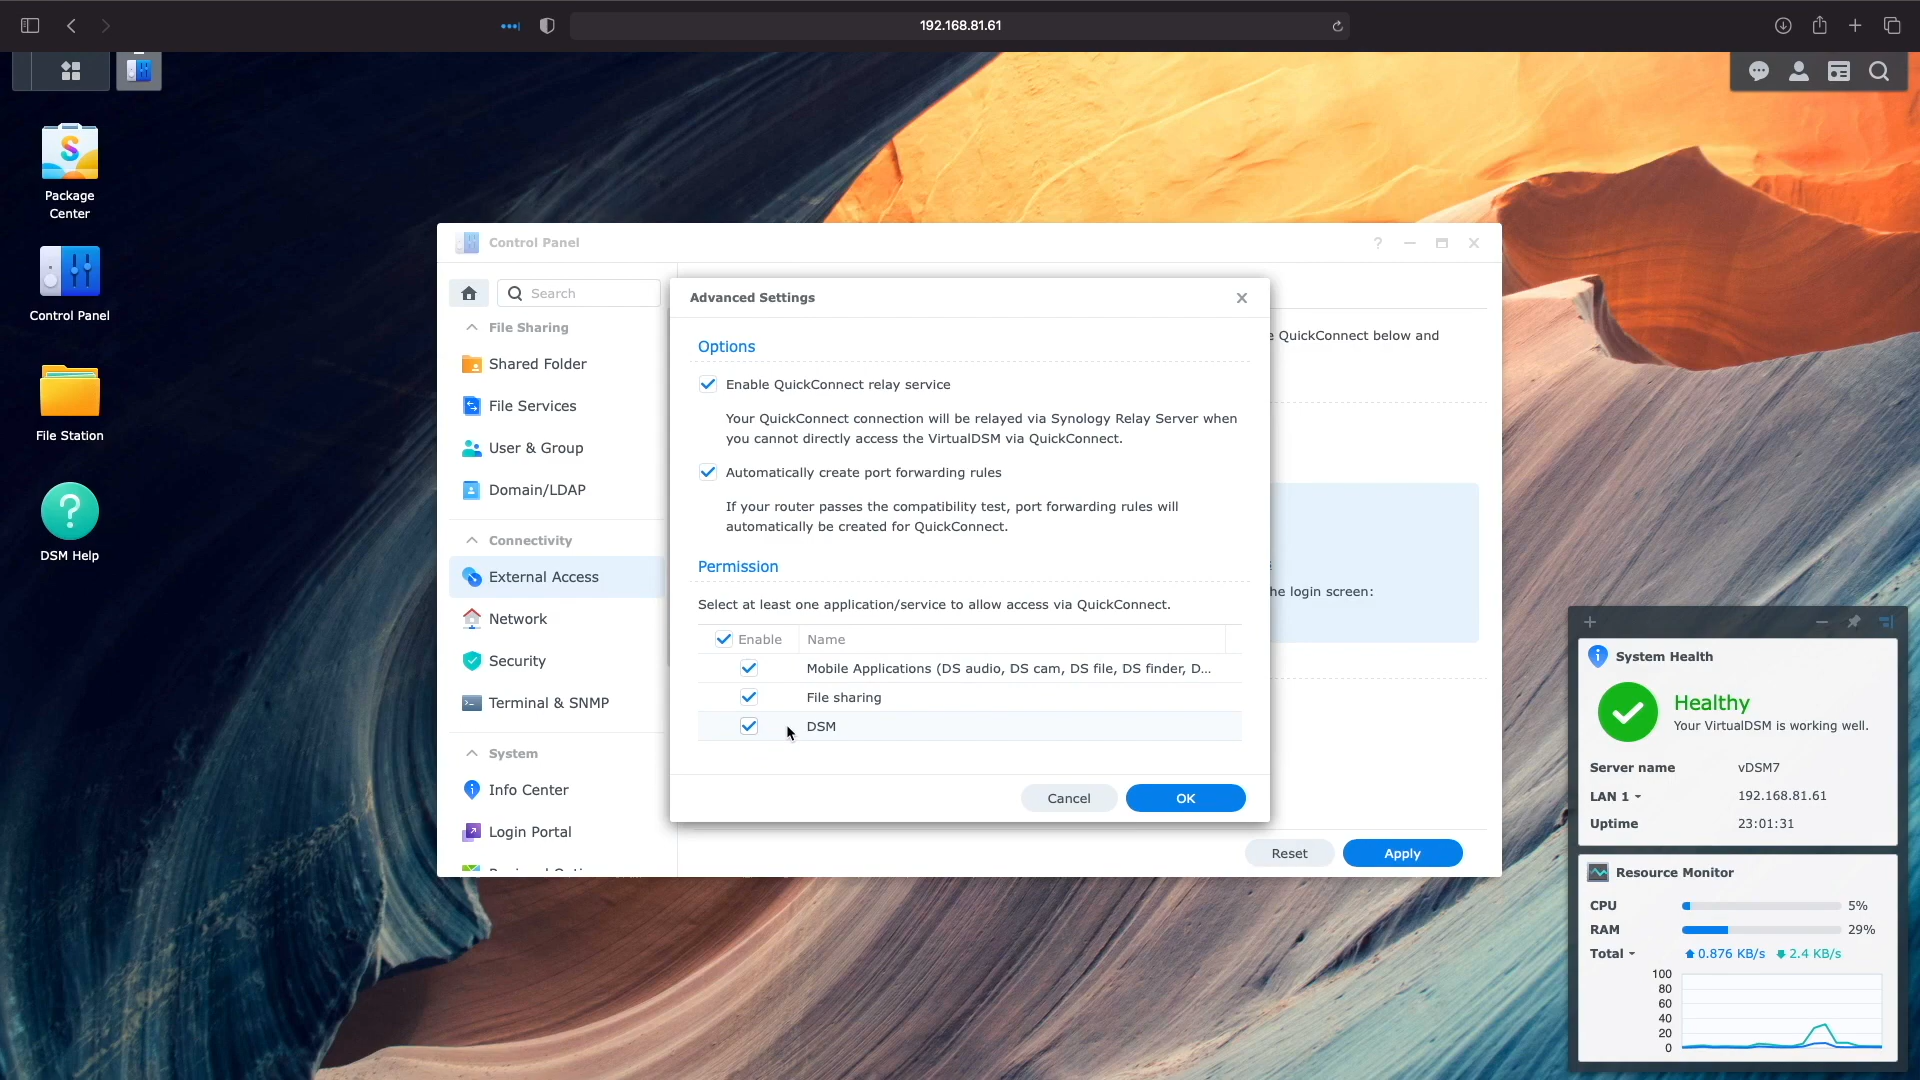 192.168.81.61
Package
Center
Control Panel
File Station
DSM Help
Control Panel
Search
File Sharing
Shared Folder
File Services
User & Group
Domain/LDAP
Connectivity
External Access
Network
Security
Terminal & SNMP
System
Info Center
Login Portal
QuickConnect below and
he login screen:
Reset
Apply
Advanced Settings
Options
Enable QuickConnect relay service
Your QuickConnect connection will be relayed via Synology Relay Server when
you cannot directly access the VirtualDSM via QuickConnect.
Automatically create port forwarding rules
If your router passes the compatibility test, port forwarding rules will
automatically be created for QuickConnect.
Permission
Select at least one application/service to allow access via QuickConnect.
Enable Name
Mobile Applications (DS audio, DS cam, DS file, DS finder, D...
File sharing
DSM
Cancel
OK
System Health
Healthy
Your VirtualDSM is working well.
Server name vDSM7
LAN 1 192.168.81.61
Uptime 23:01:31
Resource Monitor
CPU 5%
RAM 29%
Total 0.876 KB/s 2.4 KB/s
100
80
60
40
20
0